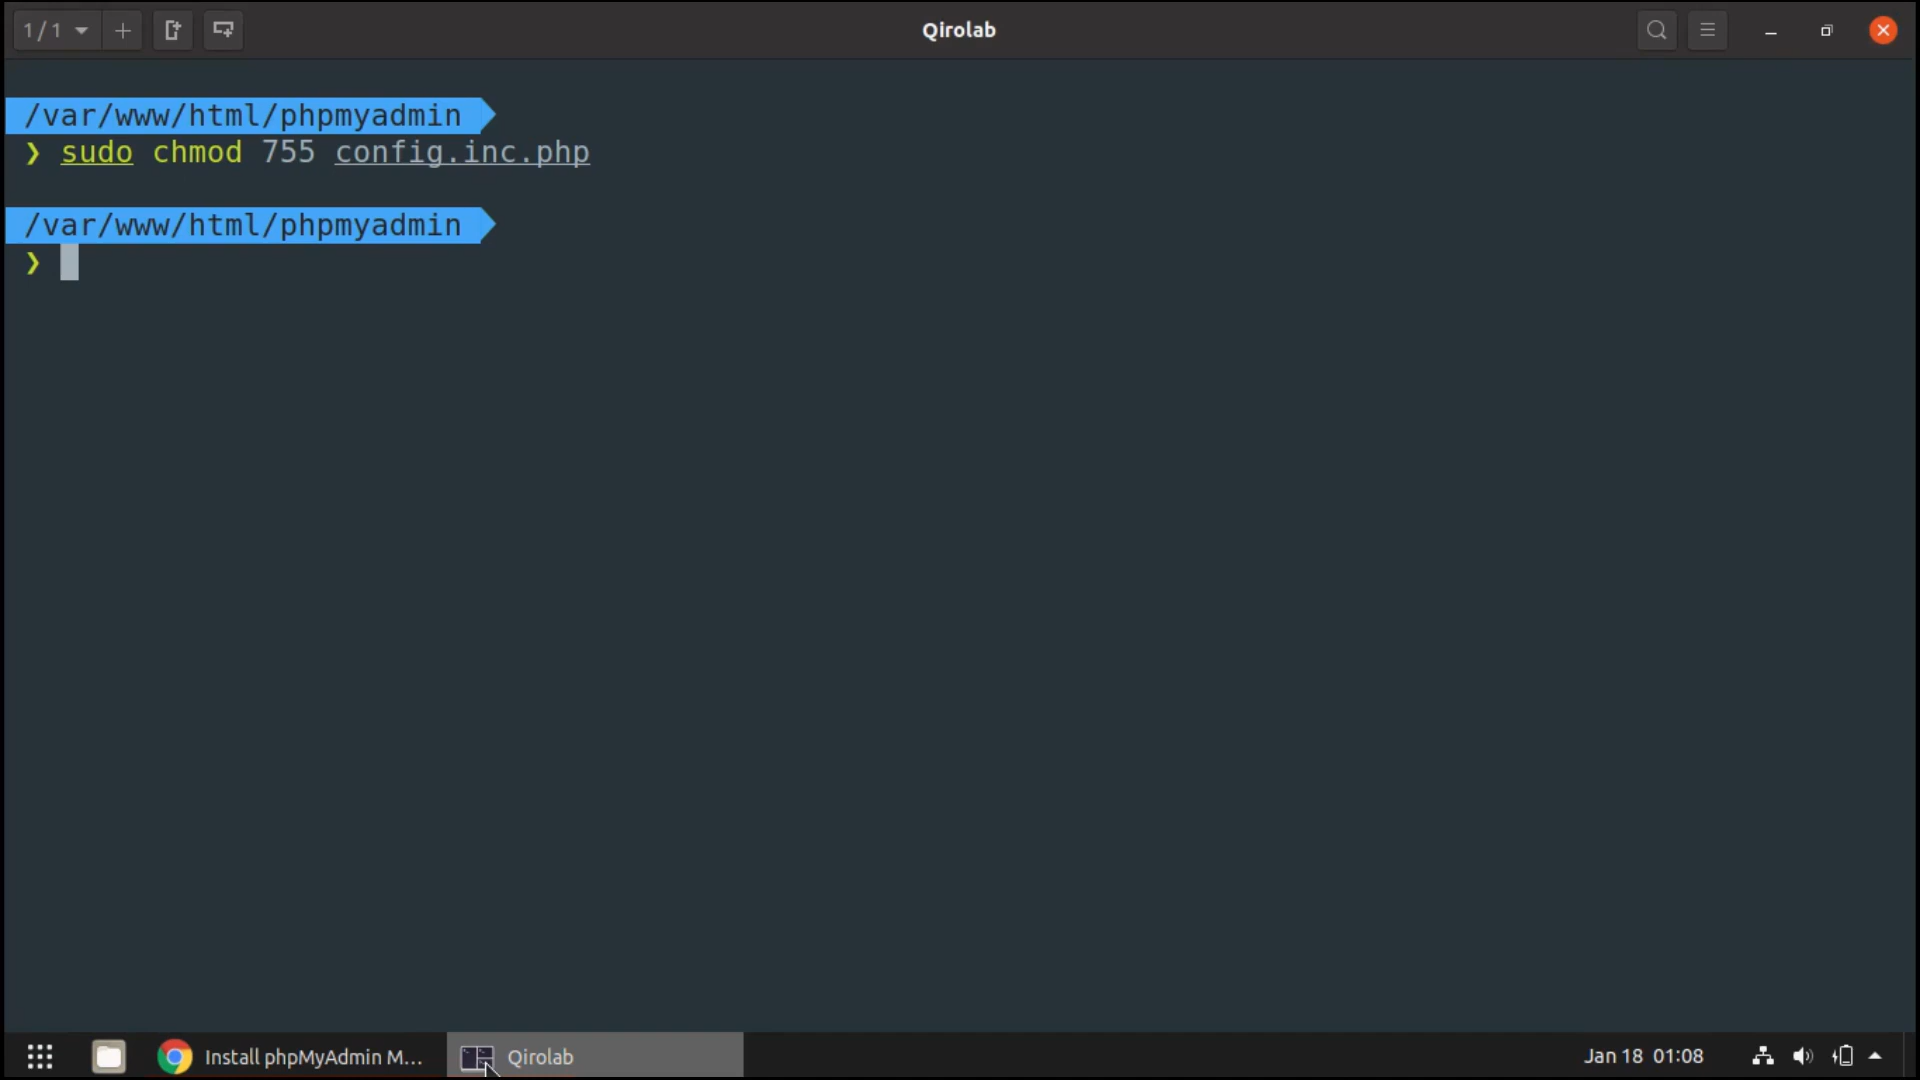 1/1
Qirolab
/var/www/html/phpmyadmin
❯ sudo chmod 755 config.inc.php
/var/www/html/phpmyadmin
❯
Install phpMyAdmin M...
Qirolab
Jan 18 01:08